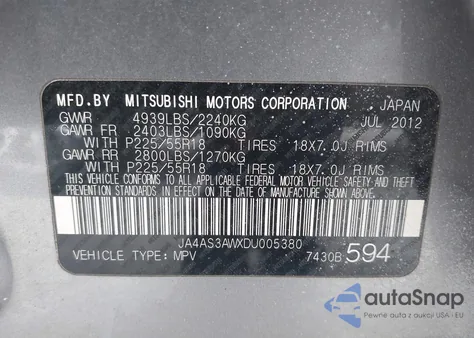 MFD.BY MITSUBISHI MOTORS CORPORATION JAPAN
GVWR 4939LBS/2240KG JUL 2012
GAWR FR 2403LBS/1090KG
WITH P225/55R18 TIRES 18X7.0J RIMS
GAWR RR 2800LBS/1270KG
WITH P225/55R18 TIRES 18X7.0J RIMS
THIS VEHICLE CONFORMS TO ALL APPLICABLE FEDERAL MOTOR VEHICLE SAFETY AND THEFT
PREVENTION STANDARDS IN EFFECT ON THE DATE OF MANUFACTURE SHOWN ABOVE.
JA4AS3AWXDU005380
VEHICLE TYPE: MPV 7430B 594
autoSnap
Pewne auta z aukcji USA - EU